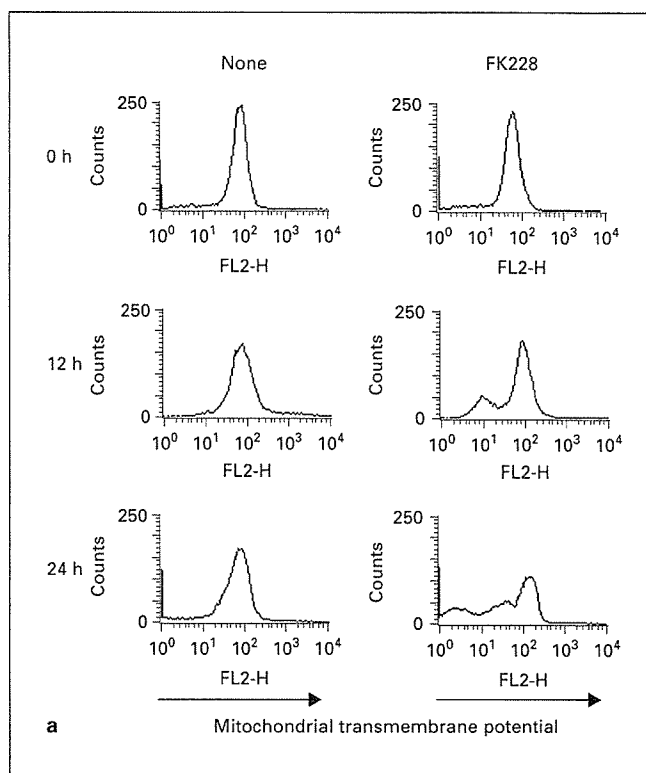 None FK228
0 h
250 250
Counts Counts
0 0
10⁰ 10¹ 10² 10³ 10⁴ 10⁰ 10¹ 10² 10³ 10⁴
FL2-H FL2-H
12 h
250 250
Counts Counts
0 0
10⁰ 10¹ 10² 10³ 10⁴ 10⁰ 10¹ 10² 10³ 10⁴
FL2-H FL2-H
24 h
250 250
Counts Counts
0 0
10⁰ 10¹ 10² 10³ 10⁴ 10⁰ 10¹ 10² 10³ 10⁴
FL2-H FL2-H
a Mitochondrial transmembrane potential